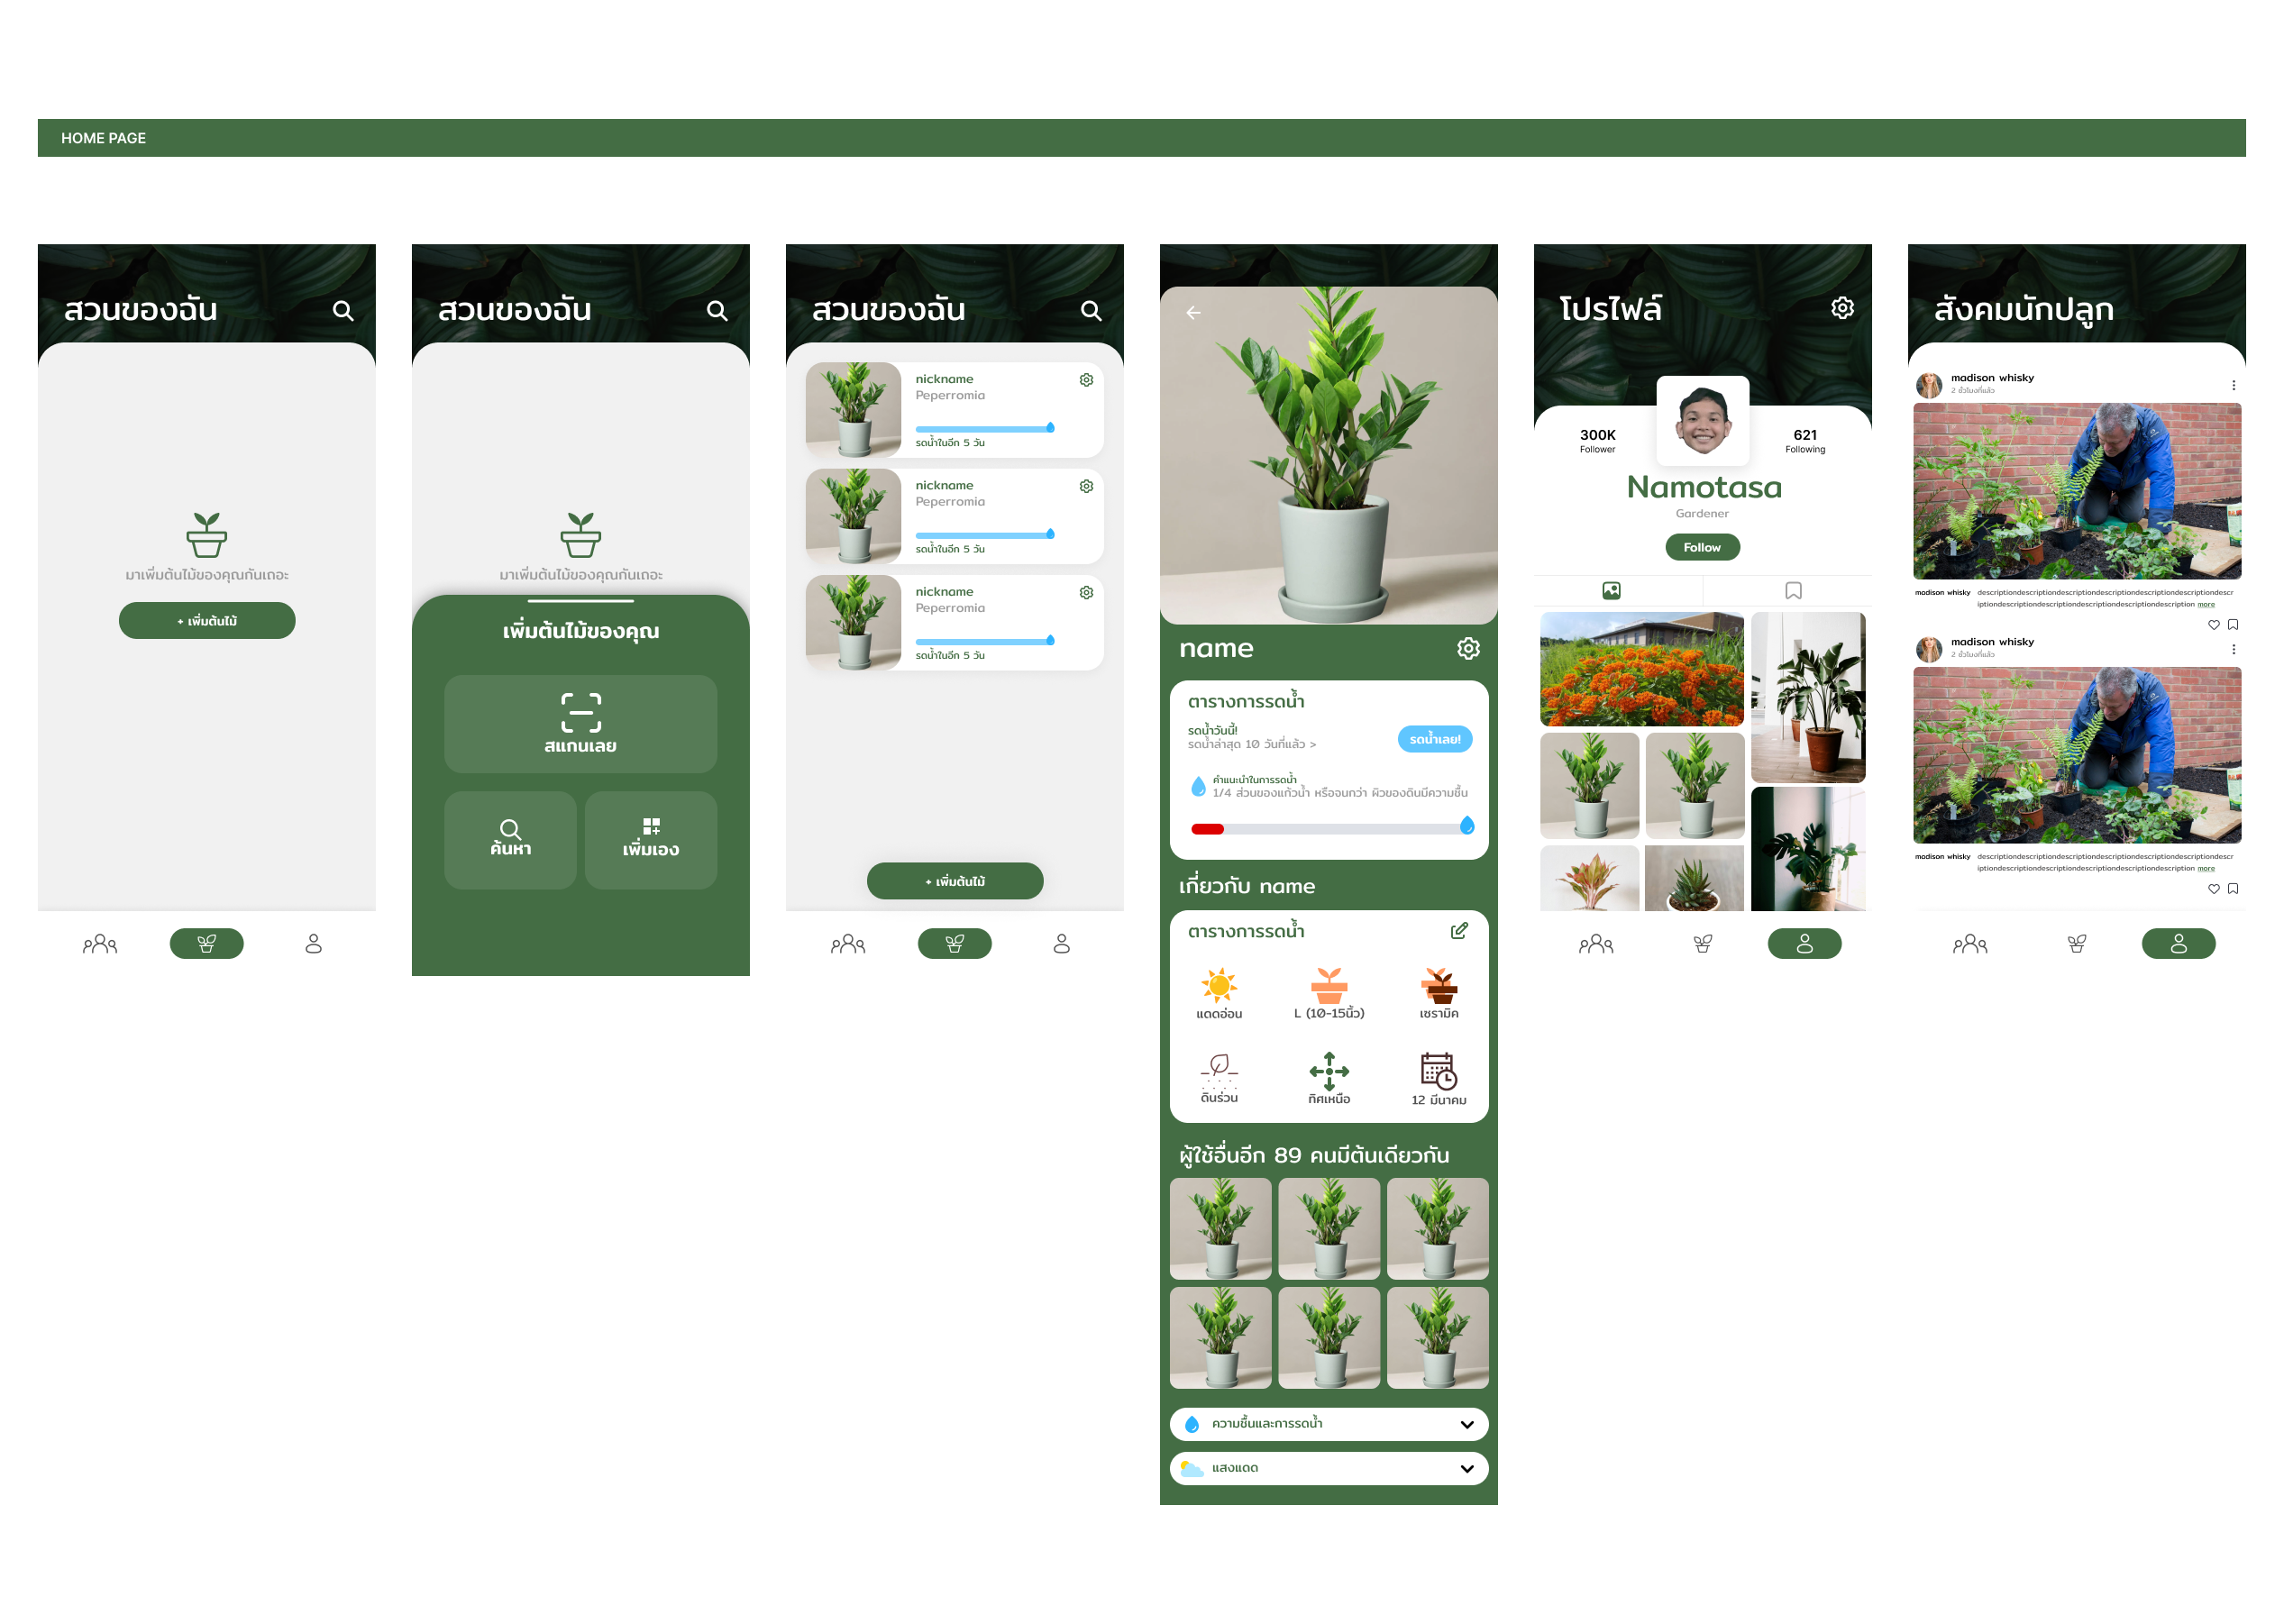 HOME PAGE
สวนของฉัน
มาเพิ่มต้นไม้ของคุณกันเถอะ
+ เพิ่มต้นไม้
สวนของฉัน
มาเพิ่มต้นไม้ของคุณกันเถอะ
เพิ่มต้นไม้ของคุณ
สแกนเลย
ค้นหา
เพิ่มเอง
สวนของฉัน
nickname
Peperromia
รดน้ำในอีก 5 วัน
nickname
Peperromia
รดน้ำในอีก 5 วัน
nickname
Peperromia
รดน้ำในอีก 5 วัน
+ เพิ่มต้นไม้
name
ตารางการรดน้ำ
รดน้ำวันนี้!
รดน้ำล่าสุด 10 วันที่แล้ว >
รดน้ำเลย!
คำแนะนำในการรดน้ำ
1/4 ส่วนของแก้วน้ำ หรือจนกว่า ผิวของดินมีความชื้น
เกี่ยวกับ name
ตารางการรดน้ำ
แดดอ่อน
L (10-15นิ้ว)
เซรามิค
ดินร่วน
ทิศเหนือ
12 มีนาคม
ผู้ใช้อื่นอีก 89 คนมีต้นเดียวกัน
ความชื้นและการรดน้ำ
แสงแดด
โปรไฟล์
300K
Follower
621
Following
Namotasa
Gardener
Follow
สังคมนักปลูก
madison whisky
2 ชั่วโมงที่แล้ว
madison whisky descriptiondescriptiondescriptiondescriptiondescriptiondescr
iptiondescriptiondescriptiondescriptiondescriptiondescription more
madison whisky
2 ชั่วโมงที่แล้ว
madison whisky descriptiondescriptiondescriptiondescriptiondescriptiondescr
iptiondescriptiondescriptiondescriptiondescriptiondescription more